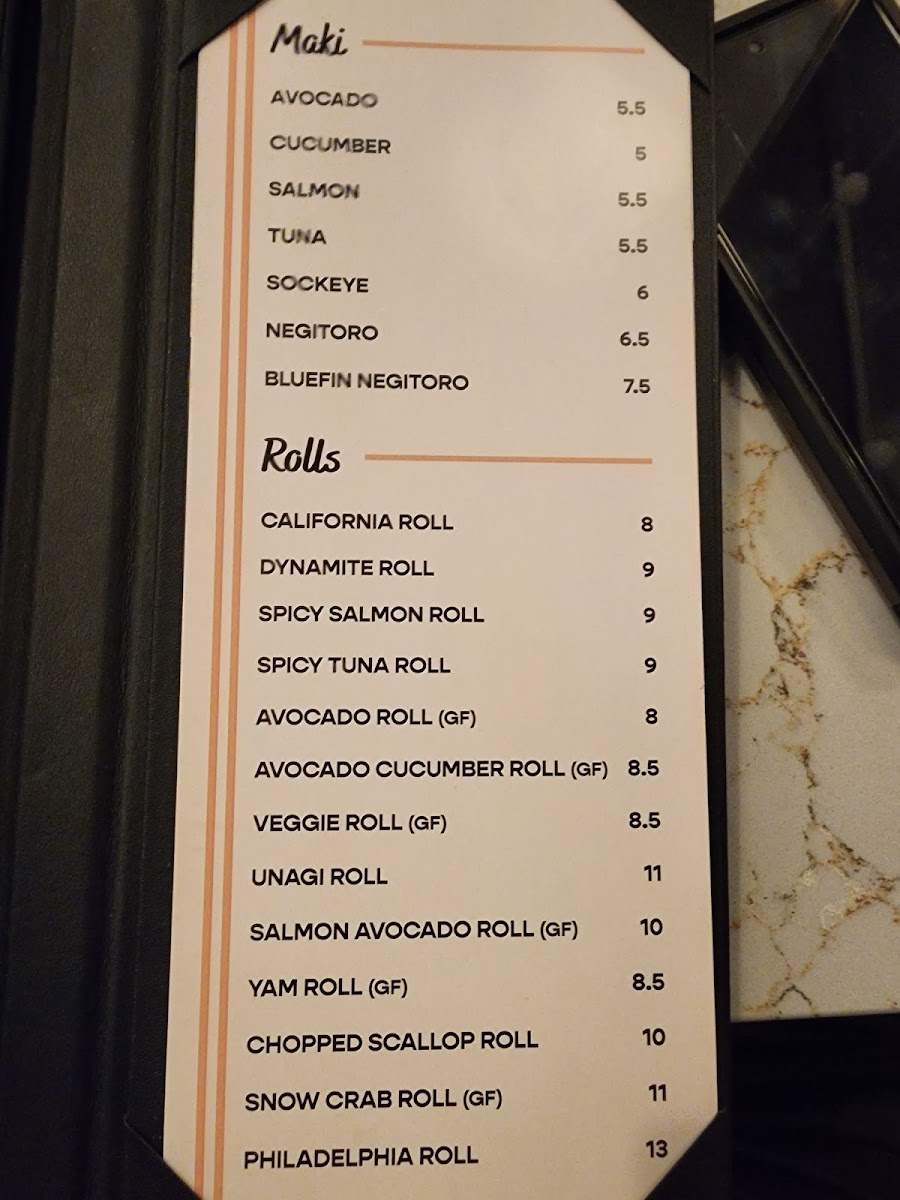 Maki
AVOCADO 5.5
CUCUMBER 5
SALMON 5.5
TUNA 5.5
SOCKEYE 6
NEGITORO 6.5
BLUEFIN NEGITORO 7.5
Rolls
CALIFORNIA ROLL 8
DYNAMITE ROLL 9
SPICY SALMON ROLL 9
SPICY TUNA ROLL 9
AVOCADO ROLL (GF) 8
AVOCADO CUCUMBER ROLL (GF) 8.5
VEGGIE ROLL (GF) 8.5
UNAGI ROLL 11
SALMON AVOCADO ROLL (GF) 10
YAM ROLL (GF) 8.5
CHOPPED SCALLOP ROLL 10
SNOW CRAB ROLL (GF) 11
PHILADELPHIA ROLL 13